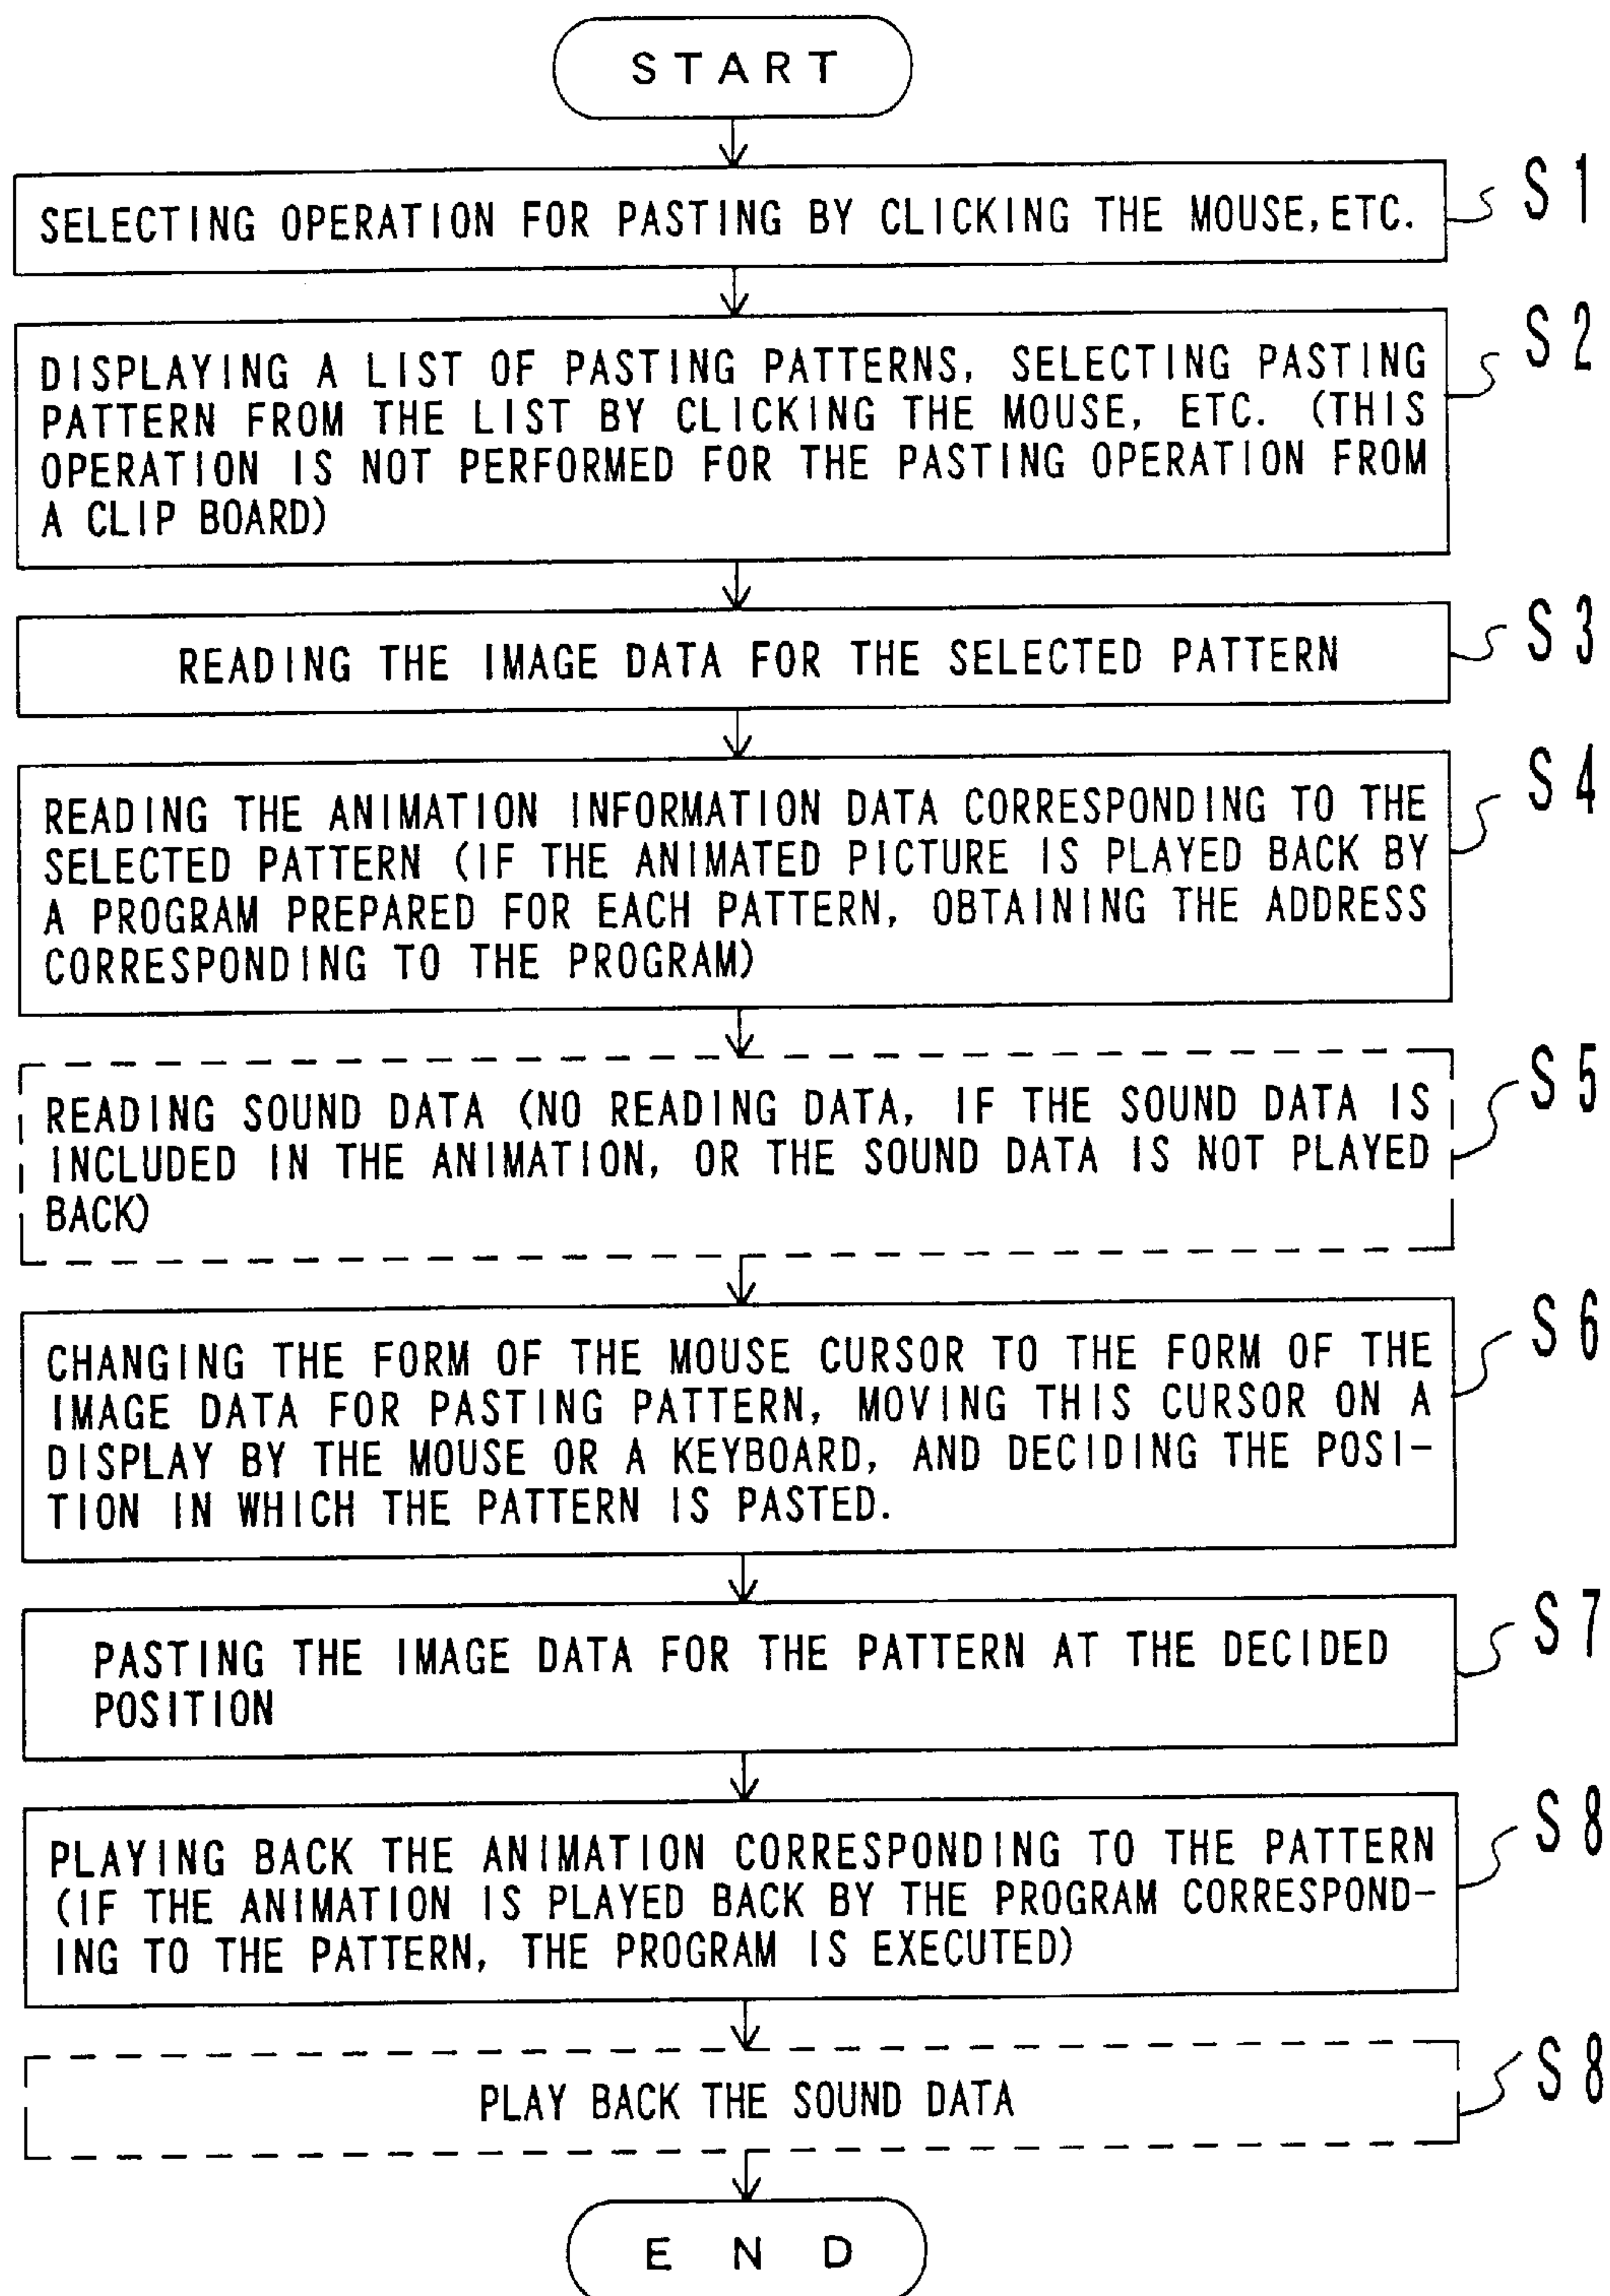 START
SELECTING OPERATION FOR PASTING BY CLICKING THE MOUSE, ETC.
S1
DISPLAYING A LIST OF PASTING PATTERNS, SELECTING PASTING
PATTERN FROM THE LIST BY CLICKING THE MOUSE, ETC. (THIS
OPERATION IS NOT PERFORMED FOR THE PASTING OPERATION FROM
A CLIP BOARD)
S2
READING THE IMAGE DATA FOR THE SELECTED PATTERN
S3
READING THE ANIMATION INFORMATION DATA CORRESPONDING TO THE
SELECTED PATTERN (IF THE ANIMATED PICTURE IS PLAYED BACK BY
A PROGRAM PREPARED FOR EACH PATTERN, OBTAINING THE ADDRESS
CORRESPONDING TO THE PROGRAM)
S4
READING SOUND DATA (NO READING DATA, IF THE SOUND DATA IS
INCLUDED IN THE ANIMATION, OR THE SOUND DATA IS NOT PLAYED
BACK)
S5
CHANGING THE FORM OF THE MOUSE CURSOR TO THE FORM OF THE
IMAGE DATA FOR PASTING PATTERN, MOVING THIS CURSOR ON A
DISPLAY BY THE MOUSE OR A KEYBOARD, AND DECIDING THE POSI-
TION IN WHICH THE PATTERN IS PASTED.
S6
PASTING THE IMAGE DATA FOR THE PATTERN AT THE DECIDED
POSITION
S7
PLAYING BACK THE ANIMATION CORRESPONDING TO THE PATTERN
(IF THE ANIMATION IS PLAYED BACK BY THE PROGRAM CORRESPOND-
ING TO THE PATTERN, THE PROGRAM IS EXECUTED)
S8
PLAY BACK THE SOUND DATA
S8
END